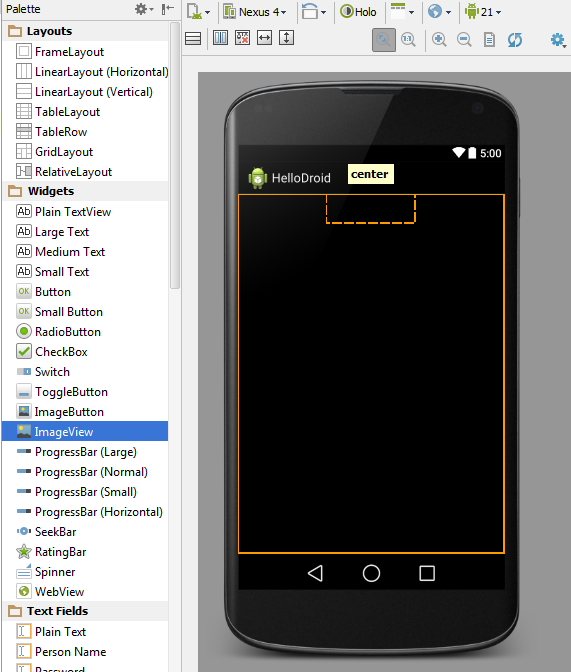 Palette
Nexus 4
Holo
21
Layouts
FrameLayout
LinearLayout (Horizontal)
LinearLayout (Vertical)
TableLayout
TableRow
GridLayout
RelativeLayout
Widgets
Ab Plain TextView
Ab Large Text
Ab Medium Text
Ab Small Text
OK Button
OK Small Button
RadioButton
CheckBox
Switch
ToggleButton
ImageButton
ImageView
ProgressBar (Large)
ProgressBar (Normal)
ProgressBar (Small)
ProgressBar (Horizontal)
SeekBar
RatingBar
Spinner
WebView
Text Fields
Plain Text
Person Name
Password
1:1
5:00
HelloDroid
center